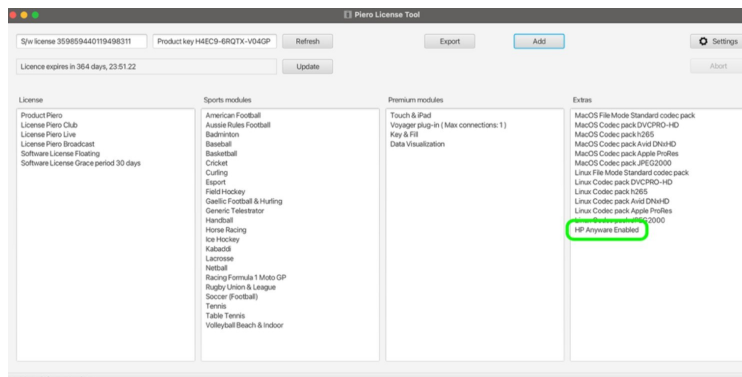 Piero License Tool
S/w license 359859440119498311 Product key H4EC9-6RQTX-V04GP Refresh Export Add Settings
Licence expires in 364 days, 23:51.22 Update Abort
License
Product Piero
License Piero Club
License Piero Live
License Piero Broadcast
Software License Floating
Software License Grace period 30 days
Sports modules
American Football
Aussie Rules Football
Badminton
Baseball
Basketball
Cricket
Curling
Esport
Field Hockey
Gaellic Football & Hurling
Generic Telestrator
Handball
Horse Racing
Ice Hockey
Kabaddi
Lacrosse
Netball
Racing Formula 1 Moto GP
Rugby Union & League
Soccer (Football)
Tennis
Table Tennis
Volleyball Beach & Indoor
Premium modules
Touch & iPad
Voyager plug-in ( Max connections: 1 )
Key & Fill
Data Visualization
Extras
MacOS File Mode Standard codec pack
MacOS Codec pack DVCPRO-HD
MacOS Codec pack h265
MacOS Codec pack Avid DNxHD
MacOS Codec pack Apple ProRes
MacOS Codec pack JPEG2000
Linux File Mode Standard codec pack
Linux Codec pack DVCPRO-HD
Linux Codec pack h265
Linux Codec pack Avid DNxHD
Linux Codec pack Apple ProRes
Linux Codec pack JPEG2000
HP Anyware Enabled